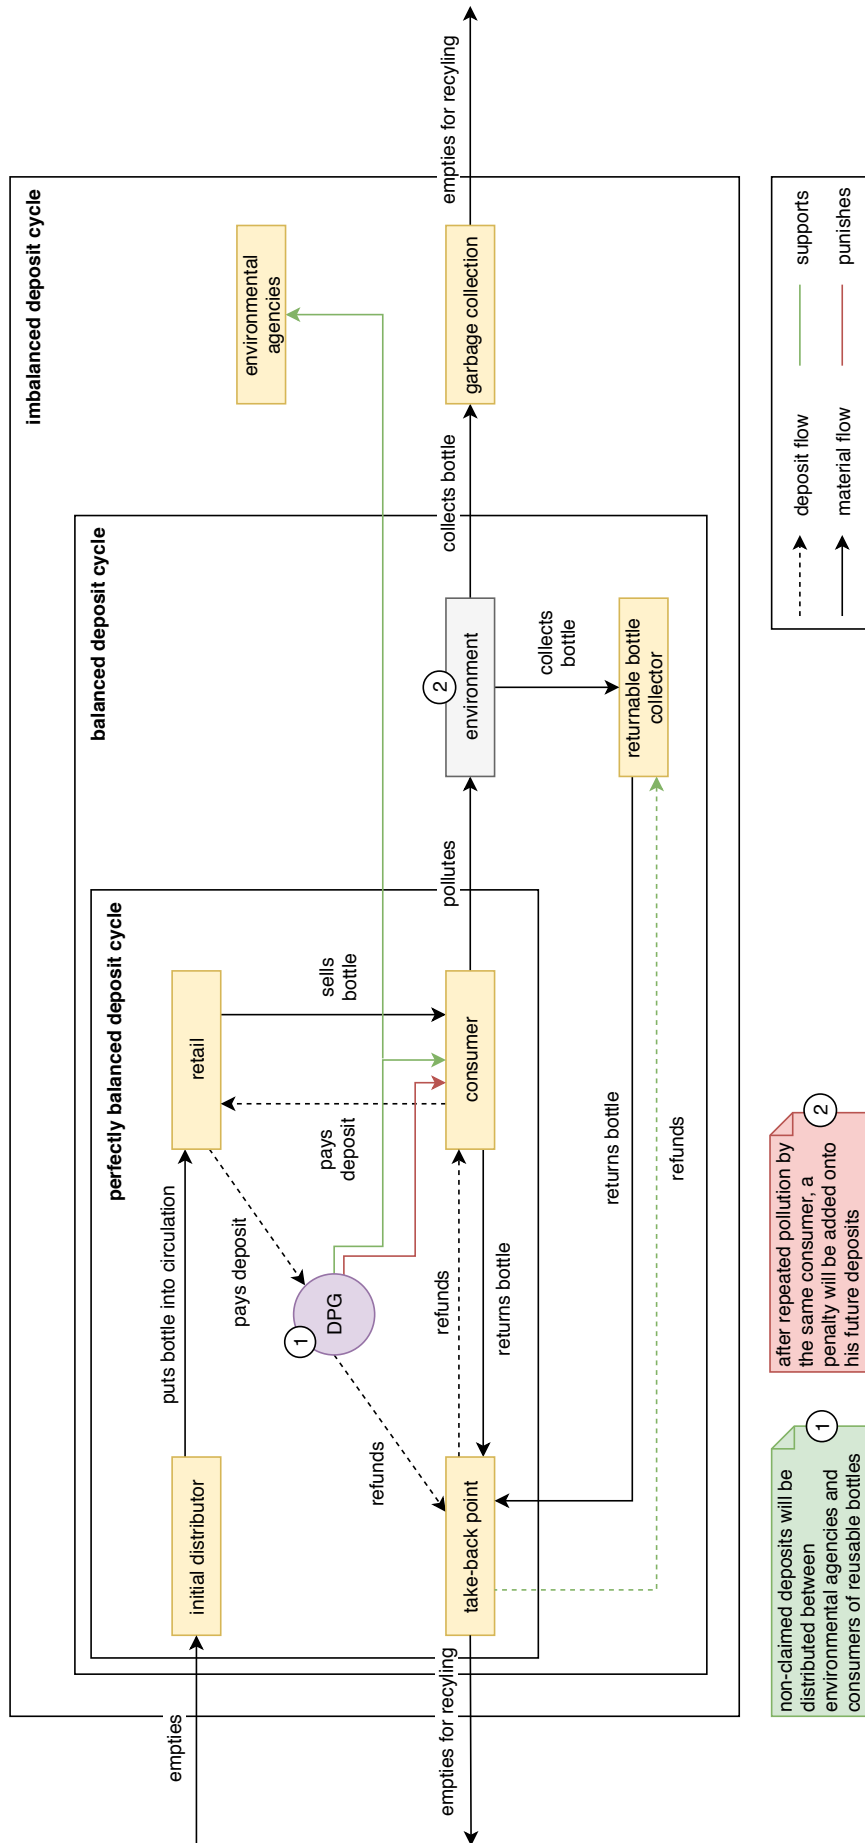 imbalanced deposit cycle
balanced deposit cycle
perfectly balanced deposit cycle
empties
initial distributor
puts bottle into circulation
retail
environmental
agencies
pays deposit
1
DPG
pays
deposit
sells
bottle
refunds
refunds
returns bottle
empties for recyling
take-back point
consumer
pollutes
2
environment
collects bottle
garbage collection
empties for recyling
collects
bottle
returnable bottle
collector
returns bottle
refunds
non-claimed deposits will be
distributed between
environmental agencies and
consumers of reusable bottles
1
after repeated pollution by
the same consumer, a
penalty will be added onto
his future deposits
2
deposit flow
supports
material flow
punishes